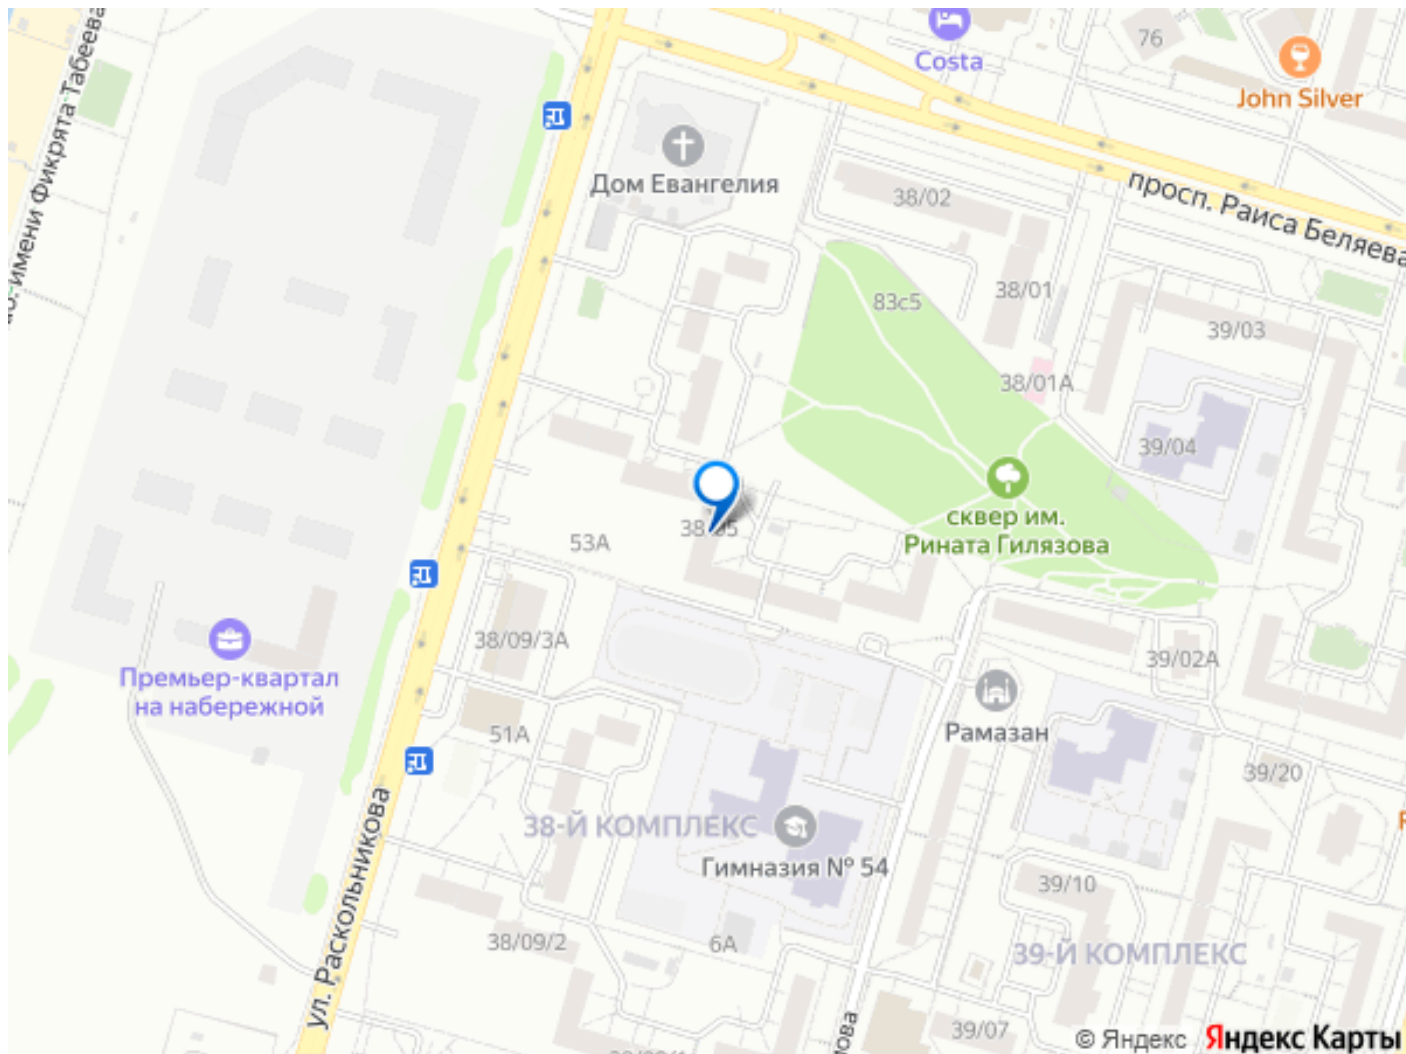 имени Фикрята Табеева
76
Costa
John Silver
Дом Евангелия
38/02
просп. Раиса Беляева
83с5
38/01
39/03
38/01А
39/04
сквер им.
Рината Гилязова
53А
38/09/3А
39/02А
Премьер-квартал
на набережной
Рамазан
51А
39/20
38-Й КОМПЛЕКС
Гимназия № 54
39/10
ул. Раскольникова
38/09/2
6А
39-Й КОМПЛЕКС
39/07
© Яндекс Яндекс Карты